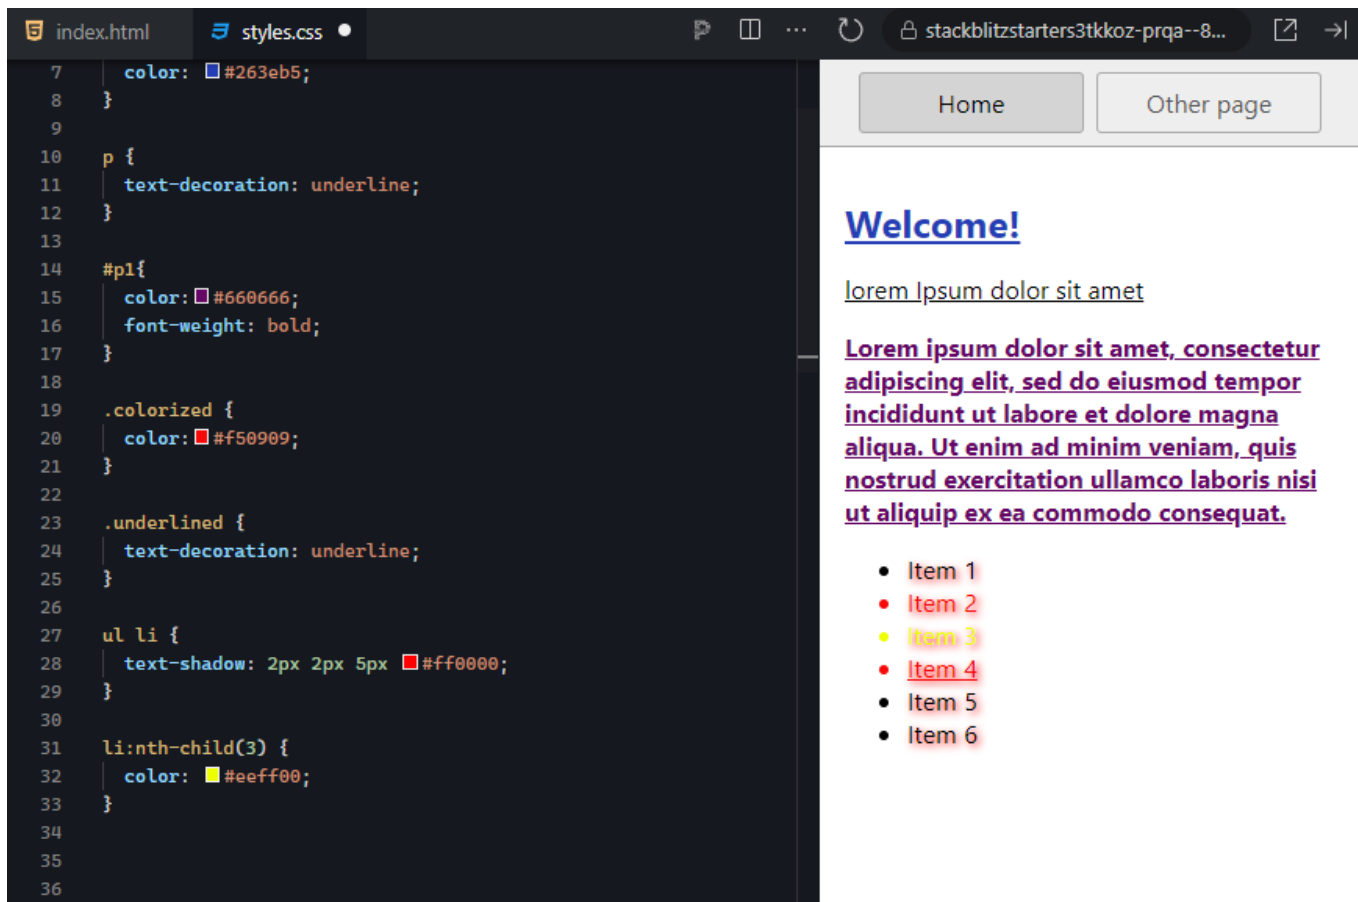 index.html
styles.css
stackblitzstarters3tkkoz-prqa--8...
7 color: #263eb5;
8 }
9
10 p {
11 text-decoration: underline;
12 }
13
14 #p1{
15 color: #660666;
16 font-weight: bold;
17 }
18
19 .colorized {
20 color: #f50909;
21 }
22
23 .underlined {
24 text-decoration: underline;
25 }
26
27 ul li {
28 text-shadow: 2px 2px 5px #ff0000;
29 }
30
31 li:nth-child(3) {
32 color: #eeff00;
33 }
34
35
36
Home
Other page
Welcome!
lorem Ipsum dolor sit amet
Lorem ipsum dolor sit amet, consectetur
adipiscing elit, sed do eiusmod tempor
incididunt ut labore et dolore magna
aliqua. Ut enim ad minim veniam, quis
nostrud exercitation ullamco laboris nisi
ut aliquip ex ea commodo consequat.
• Item 1
• Item 2
• Item 3
• Item 4
• Item 5
• Item 6